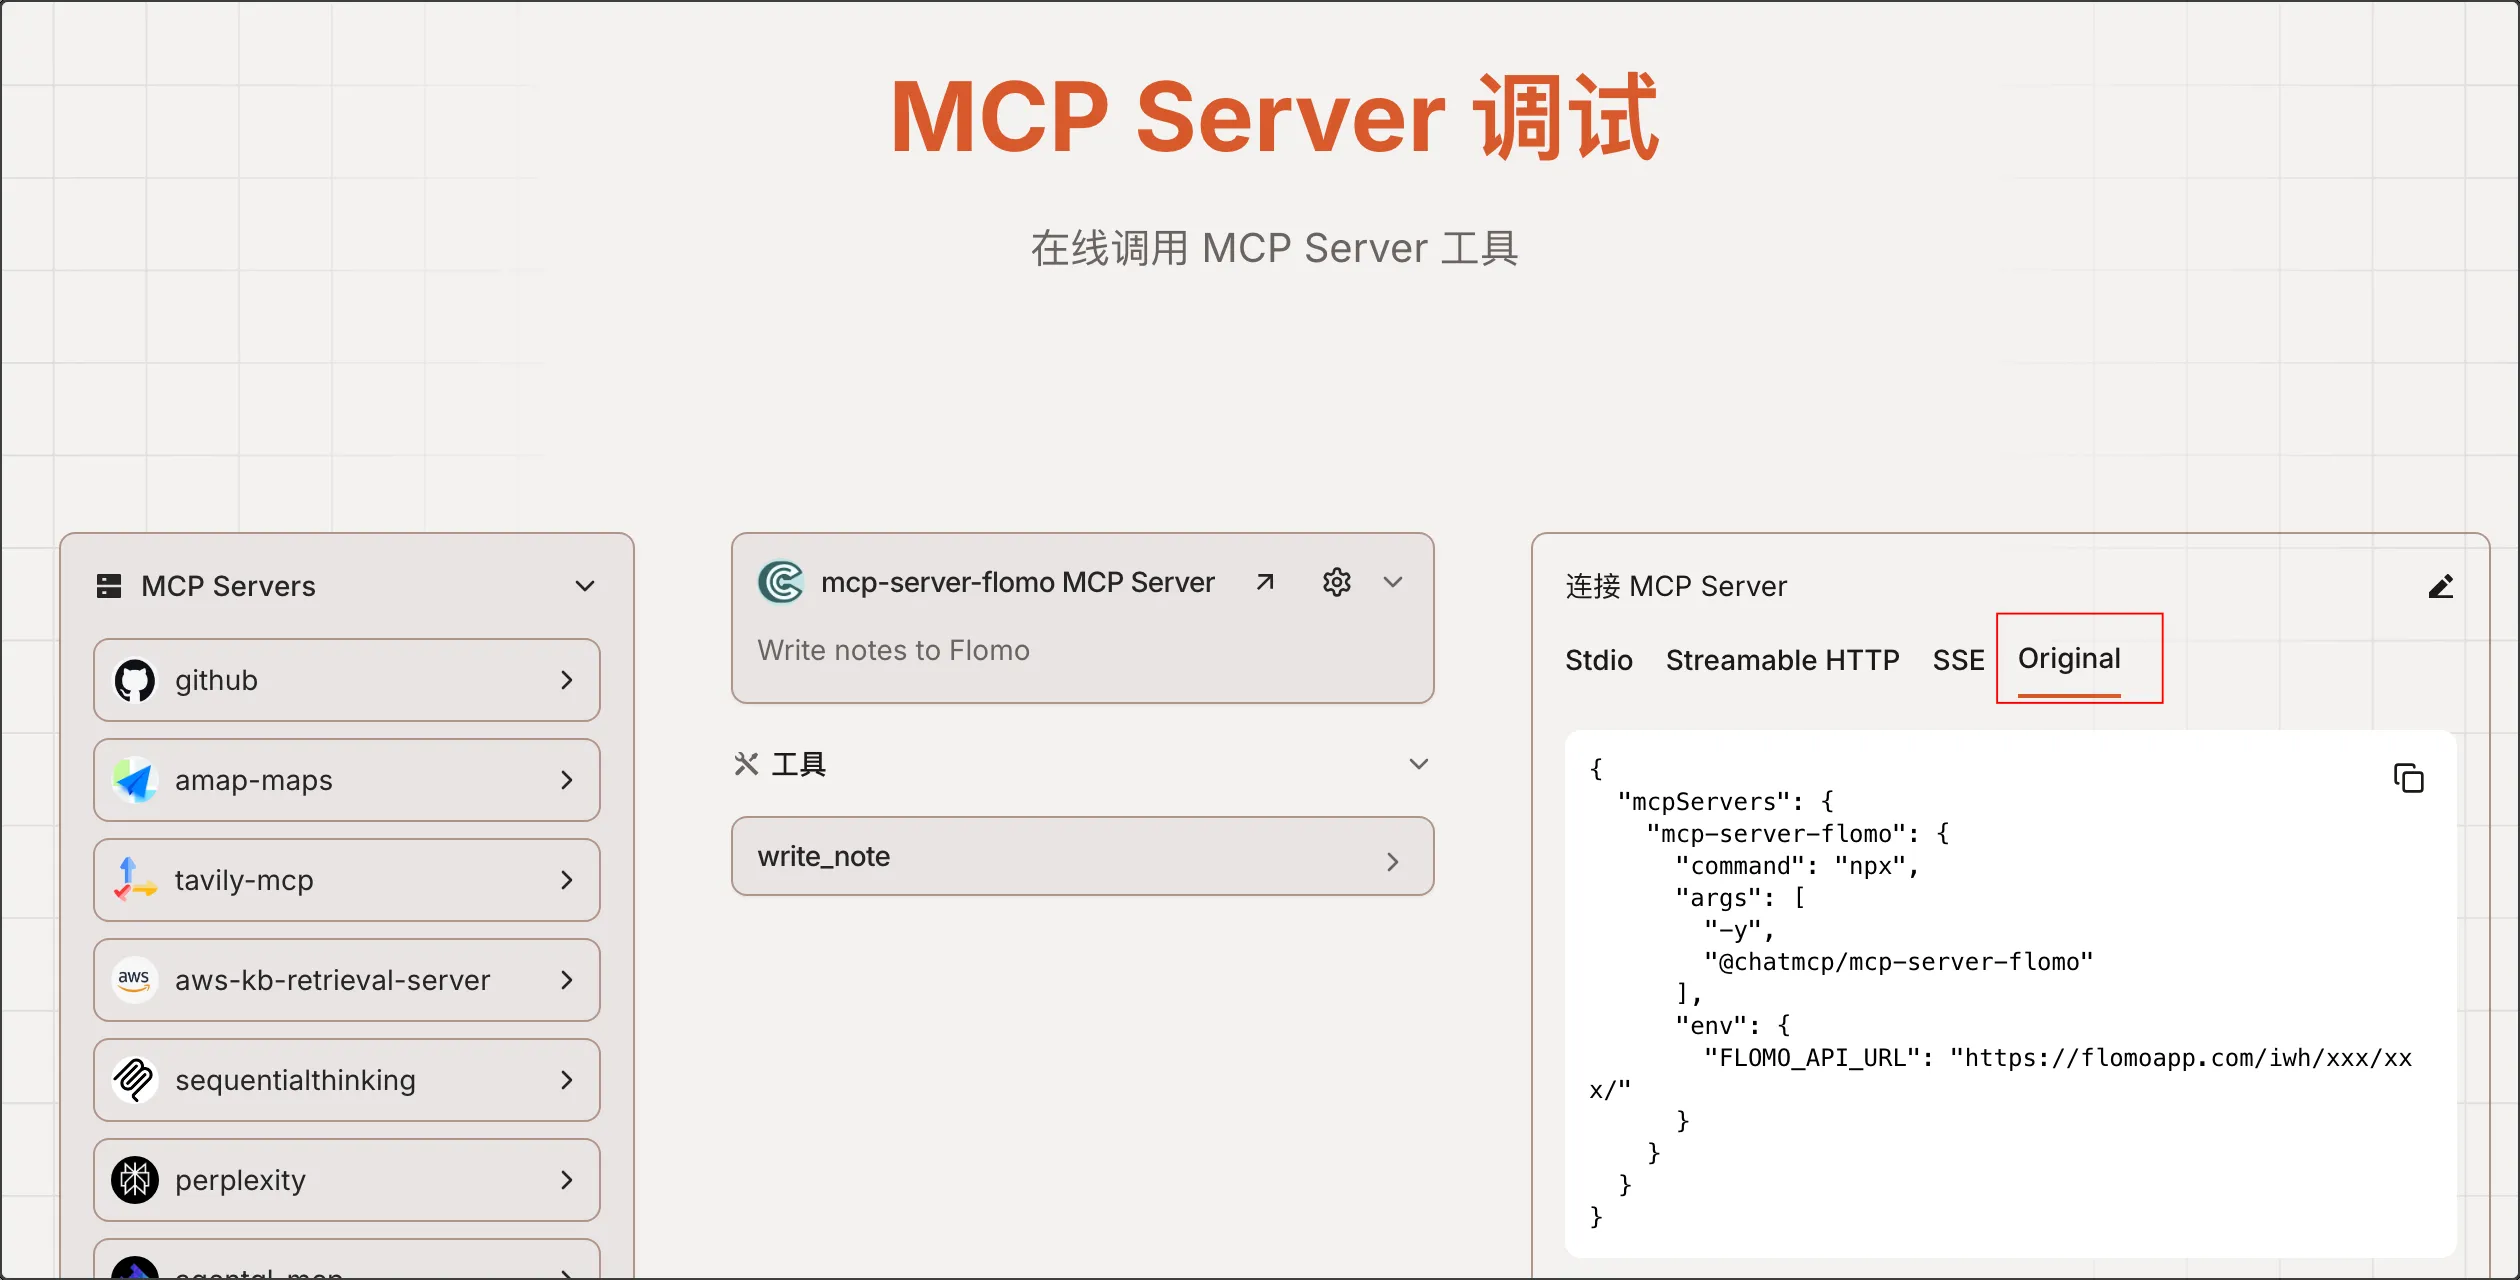 MCP Server 调试
在线调用 MCP Server 工具
MCP Servers
github
amap-maps
tavily-mcp
aws
aws-kb-retrieval-server
sequentialthinking
perplexity
mcp-server-flomo MCP Server
Write notes to Flomo
工具
write_note
连接 MCP Server
Stdio Streamable HTTP SSE Original
{
  "mcpServers": {
    "mcp-server-flomo": {
      "command": "npx",
      "args": [
        "-y",
        "@chatmcp/mcp-server-flomo"
      ],
      "env": {
        "FLOMO_API_URL": "https://flomoapp.com/iwh/xxx/xx
x/"
      }
    }
  }
}